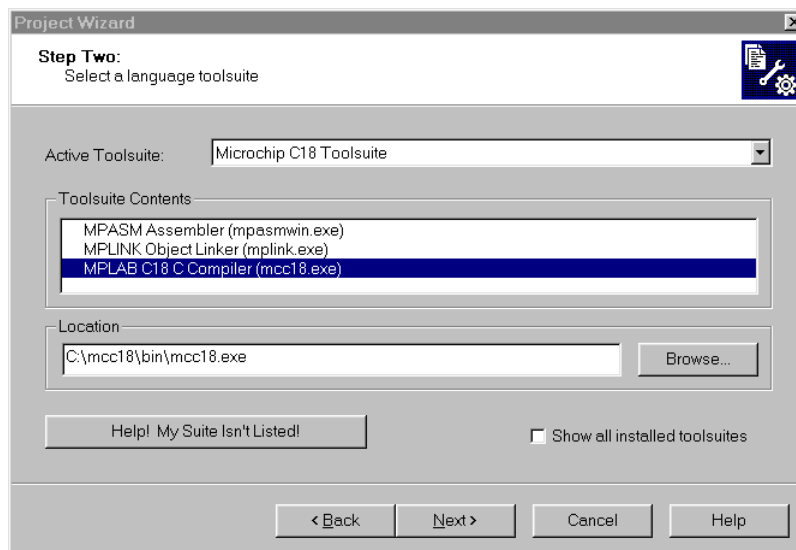 Project Wizard
Step Two:
Select a language toolsuite
Active Toolsuite: Microchip C18 Toolsuite
Toolsuite Contents
MPASM Assembler (mpasmwin.exe)
MPLINK Object Linker (mplink.exe)
MPLAB C18 C Compiler (mcc18.exe)
Location
C:\mcc18\bin\mcc18.exe Browse...
Help! My Suite Isn't Listed! Show all installed toolsuites
< Back Next > Cancel Help